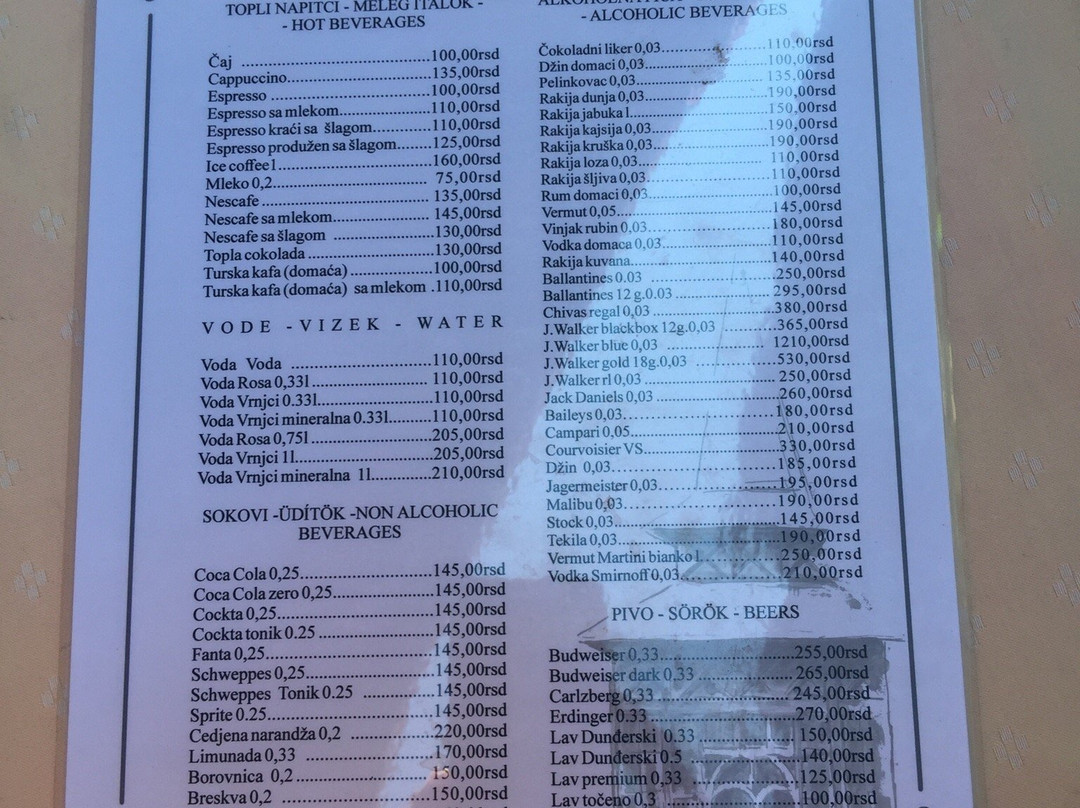 TOPLI NAPITCI - MELEG ITALOK -
- HOT BEVERAGES
Čaj ........................................100,00rsd
Cappuccino.............................135,00rsd
Espresso ................................100,00rsd
Espresso sa mlekom................110,00rsd
Espresso kraći sa šlagom..........110,00rsd
Espresso produžen sa šlagom......125,00rsd
Ice coffee l...............................160,00rsd
Mleko 0,2................................ 75,00rsd
Nescafe .................................. 135,00rsd
Nescafe sa mlekom...................145,00rsd
Nescafe sa šlagom ...................130,00rsd
Topla cokolada ........................130,00rsd
Turska kafa (domaća) ................100,00rsd
Turska kafa (domaća) sa mlekom .110,00rsd
VODE - VIZEK - WATER
Voda Voda ..............................110,00rsd
Voda Rosa 0,33l...................... 110,00rsd
Voda Vrnjci 0.33l......................110,00rsd
Voda Vrnjci mineralna 0.33l........110,00rsd
Voda Rosa 0,75l .......................205,00rsd
Voda Vrnjci 1l..........................205,00rsd
Voda Vrnjci mineralna 1l............210,00rsd
SOKOVI -ÜDÍTÖK -NON ALCOHOLIC
BEVERAGES
Coca Cola 0,25.........................145,00rsd
Coca Cola zero 0,25..................145,00rsd
Cockta 0,25..............................145,00rsd
Cockta tonik 0.25 ......................145,00rsd
Fanta 0,25................................145,00rsd
Schweppes 0,25........................145,00rsd
Schweppes Tonik 0.25 ..............145,00rsd
Sprite 0.25...............................145,00rsd
Cedjena narandža 0,2 ................220,00rsd
Limunada 0,33 .........................170,00rsd
Borovnica 0,2 ..........................150,00rsd
Breskva 0,2 .............................150,00rsd
- ALCOHOLIC BEVERAGES
Čokoladni liker 0,03....................110.00rsd
Džin domaci 0,03.......................100,00rsd
Pelinkovac 0,03......................... 135,00rsd
Rakija dunja 0,03.......................190,00rsd
Rakija jabuka l...........................150,00rsd
Rakija kajsija 0,03......................190,00rsd
Rakija kruška 0,03.....................190,00rsd
Rakija loza 0,03........................ 110,00rsd
Rakija šljiva 0,03.......................110,00rsd
Rum domaci 0,03......................100,00rsd
Vermut 0,05..............................145,00rsd
Vinjak rubin 0,03.......................180,00rsd
Vodka domaca 0,03...................110,00rsd
Rakija kuvana............................140,00rsd
Ballantines 0.03 ........................250,00rsd
Ballantines 12 g.0.03 .................295,00rsd
Chivas regal 0,03 ......................380,00rsd
J.Walker blackbox 12g.0,03 ........365,00rsd
J.Walker blue 0,03 .................... 1210,00rsd
J.Walker gold 18g.0,03 ..............530,00rsd
J.Walker rl 0,03 ........................ 250,00rsd
Jack Daniels 0,03 ......................260,00rsd
Baileys 0,03..............................180,00rsd
Campari 0,05............................210,00rsd
Courvoisier VS..........................330,00rsd
Džin 0,03.................................185,00rsd
Jagermeister 0,03......................195,00rsd
Malibu 0,03..............................190,00rsd
Stock 0,03................................145,00rsd
Tekila 0,03...............................190,00rsd
Vermut Martini bianko l..............250,00rsd
Vodka Smirnoff 0,03..................210,00rsd
PIVO - SÖRÖK - BEERS
Budweiser 0,33.........................255,00rsd
Budweiser dark 0.33 ..................265,00rsd
Carlzberg 0,33 ..........................245,00rsd
Erdinger 0.33 ...........................270,00rsd
Lav Dunđerski 0.33 ...................150,00rsd
Lav Dunđerski 0.5 .....................140,00rsd
Lav premium 0,33 .....................125,00rsd
Lav točeno 0,3 ..........................100,00rsd